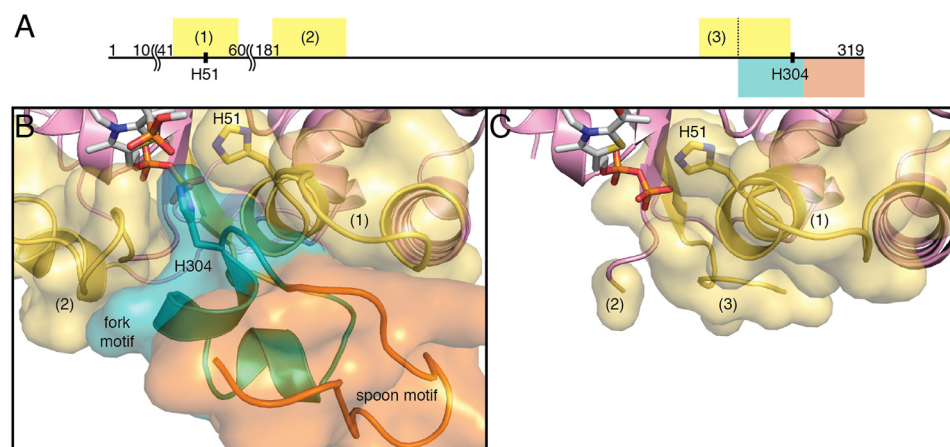 A
(1)
(2)
(3)
1
10
41
60
181
319
H51
H304
B
H51
(1)
H304
(2)
fork
motif
spoon motif
C
H51
(1)
(2)
(3)